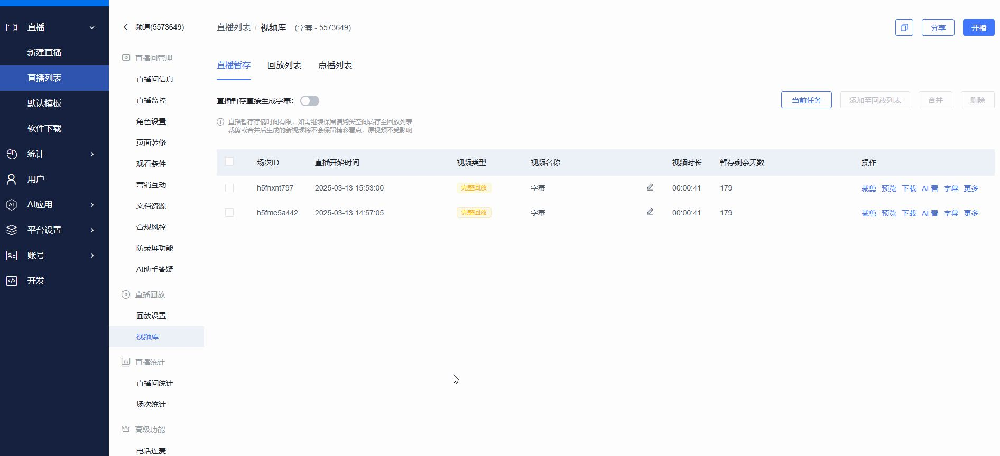 直播
新建直播
直播列表
默认模板
软件下载
统计
用户
AI应用
平台设置
账号
开发
频道(5573649)
直播间管理
直播间信息
直播监控
角色设置
页面装修
观看条件
营销互动
文档资源
合规风控
防录屏功能
AI助手答疑
直播回放
回放设置
视频库
直播统计
直播间统计
场次统计
高级功能
电话连麦
直播列表 / 视频库 (字幕 - 5573649)
分享
开播
直播暂存 回放列表 点播列表
直播暂存直接生成字幕：
当前任务 添加至回放列表 合并 删除
直播暂存存储时间有限，如需继续保留请购买空间转存至回放列表
裁剪或合并后生成的新视频将不会保留精彩看点，原视频不受影响
场次ID 直播开始时间 视频类型 视频名称 视频时长 暂存剩余天数 操作
h5fnxnt797 2025-03-13 15:53:00 完整回放 字幕 00:00:41 179 裁剪 预览 下载 AI 看 字幕 更多
h5fme5a442 2025-03-13 14:57:05 完整回放 字幕 00:00:41 179 裁剪 预览 下载 AI 看 字幕 更多